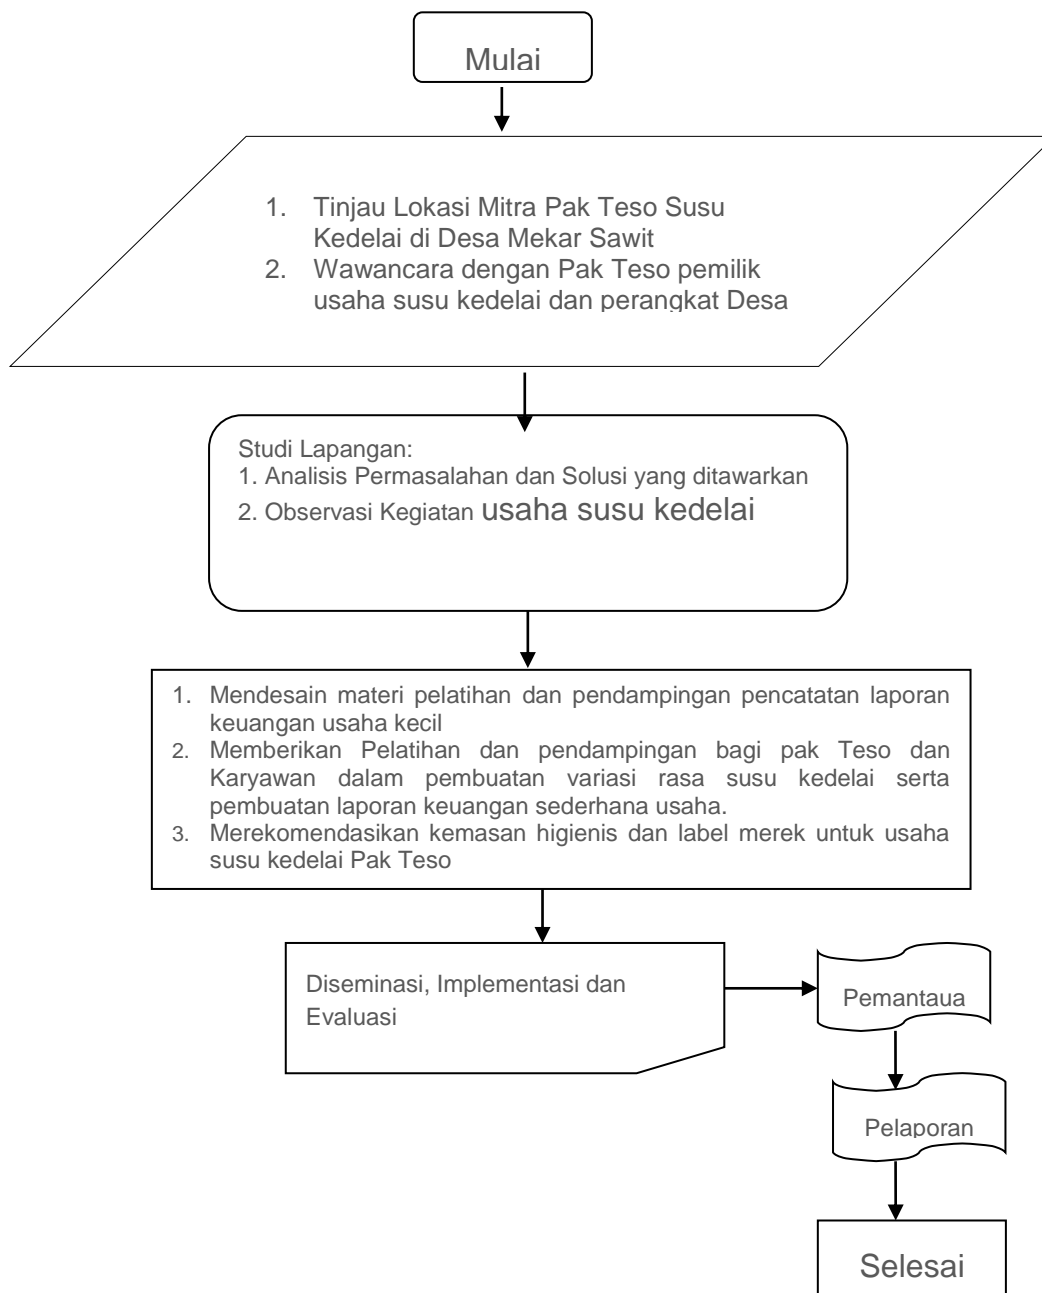 Mulai
1. Tinjau Lokasi Mitra Pak Teso Susu
Kedelai di Desa Mekar Sawit
2. Wawancara dengan Pak Teso pemilik
usaha susu kedelai dan perangkat Desa
Studi Lapangan:
1. Analisis Permasalahan dan Solusi yang ditawarkan
2. Observasi Kegiatan usaha susu kedelai
1. Mendesain materi pelatihan dan pendampingan pencatatan laporan
keuangan usaha kecil
2. Memberikan Pelatihan dan pendampingan bagi pak Teso dan
Karyawan dalam pembuatan variasi rasa susu kedelai serta
pembuatan laporan keuangan sederhana usaha.
3. Merekomendasikan kemasan higienis dan label merek untuk usaha
susu kedelai Pak Teso
Diseminasi, Implementasi dan
Evaluasi
Pemantaua
Pelaporan
Selesai